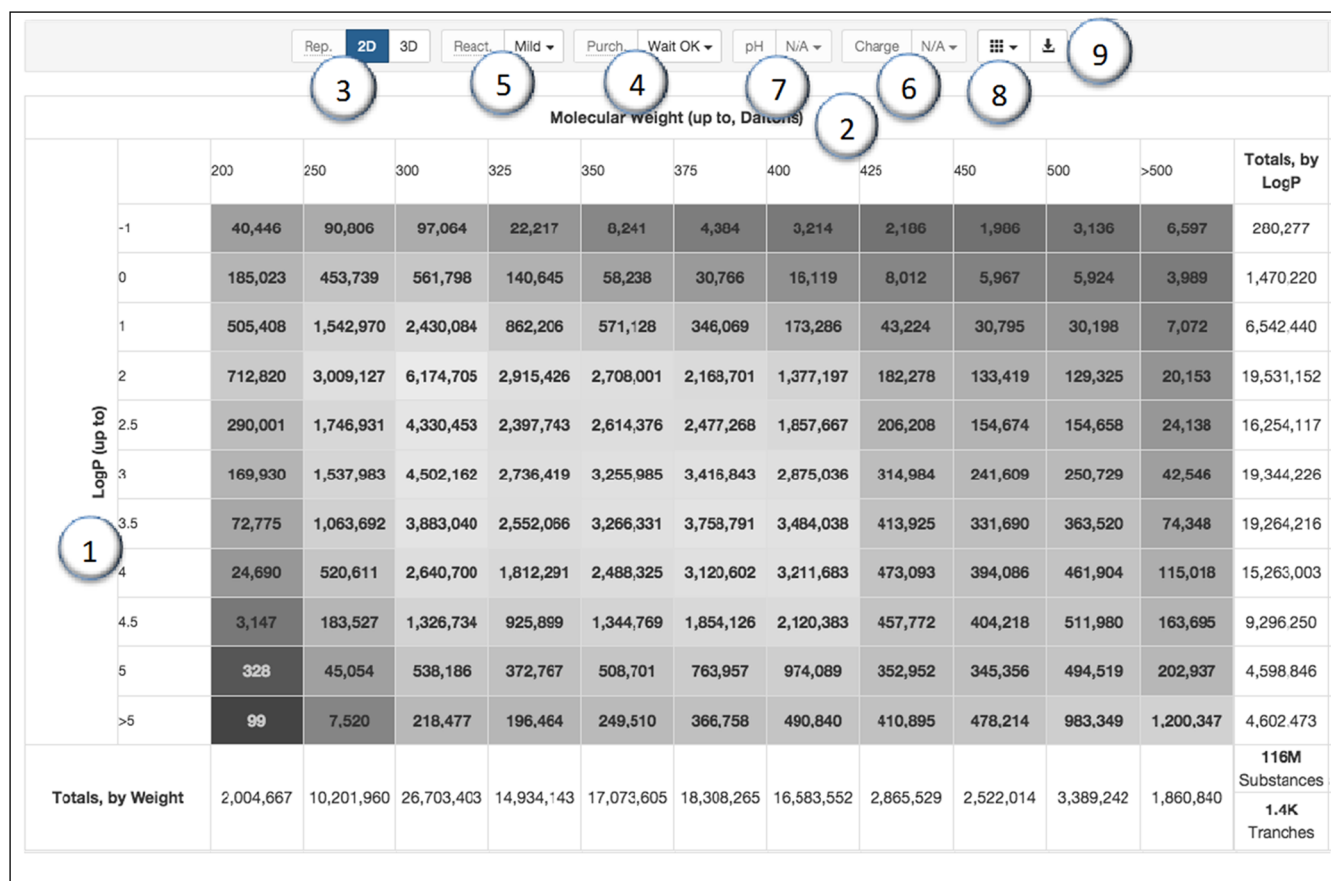 Rep. 2D 3D React. Mild Purch. Wait OK pH N/A Charge N/A
9
3 5 4 7 6 8
Molecular Weight (up to, Daltons)
2
200 250 300 325 350 375 400 425 450 500 >500 Totals, by LogP
LogP (up to)
1
-1 40,446 90,806 97,064 22,217 8,241 4,384 3,214 2,186 1,986 3,136 6,597 280,277
0 185,023 453,739 561,798 140,645 58,238 30,766 16,119 8,012 5,967 5,924 3,989 1,470,220
1 505,408 1,542,970 2,430,084 862,206 571,128 346,069 173,286 43,224 30,795 30,198 7,072 6,542,440
2 712,820 3,009,127 6,174,705 2,915,426 2,708,001 2,168,701 1,377,197 182,278 133,419 129,325 20,153 19,531,152
2.5 290,001 1,746,931 4,330,453 2,397,743 2,614,376 2,477,268 1,857,667 206,208 154,674 154,658 24,138 16,254,117
3 169,930 1,537,983 4,502,162 2,736,419 3,255,985 3,416,843 2,875,036 314,984 241,609 250,729 42,546 19,344,226
3.5 72,775 1,063,692 3,883,040 2,552,066 3,266,331 3,758,791 3,484,038 413,925 331,690 363,520 74,348 19,264,216
4 24,690 520,611 2,640,700 1,812,291 2,488,325 3,120,602 3,211,683 473,093 394,086 461,904 115,018 15,263,003
4.5 3,147 183,527 1,326,734 925,899 1,344,769 1,854,126 2,120,383 457,772 404,218 511,980 163,695 9,296,250
5 328 45,054 538,186 372,767 508,701 763,957 974,089 352,952 345,356 494,519 202,937 4,598,846
>5 99 7,520 218,477 196,464 249,510 366,758 490,840 410,895 478,214 983,349 1,200,347 4,602,473
Totals, by Weight 2,004,667 10,201,960 26,703,403 14,934,143 17,073,605 18,308,265 16,583,552 2,865,529 2,522,014 3,389,242 1,860,840
116M
Substances
1.4K
Tranches